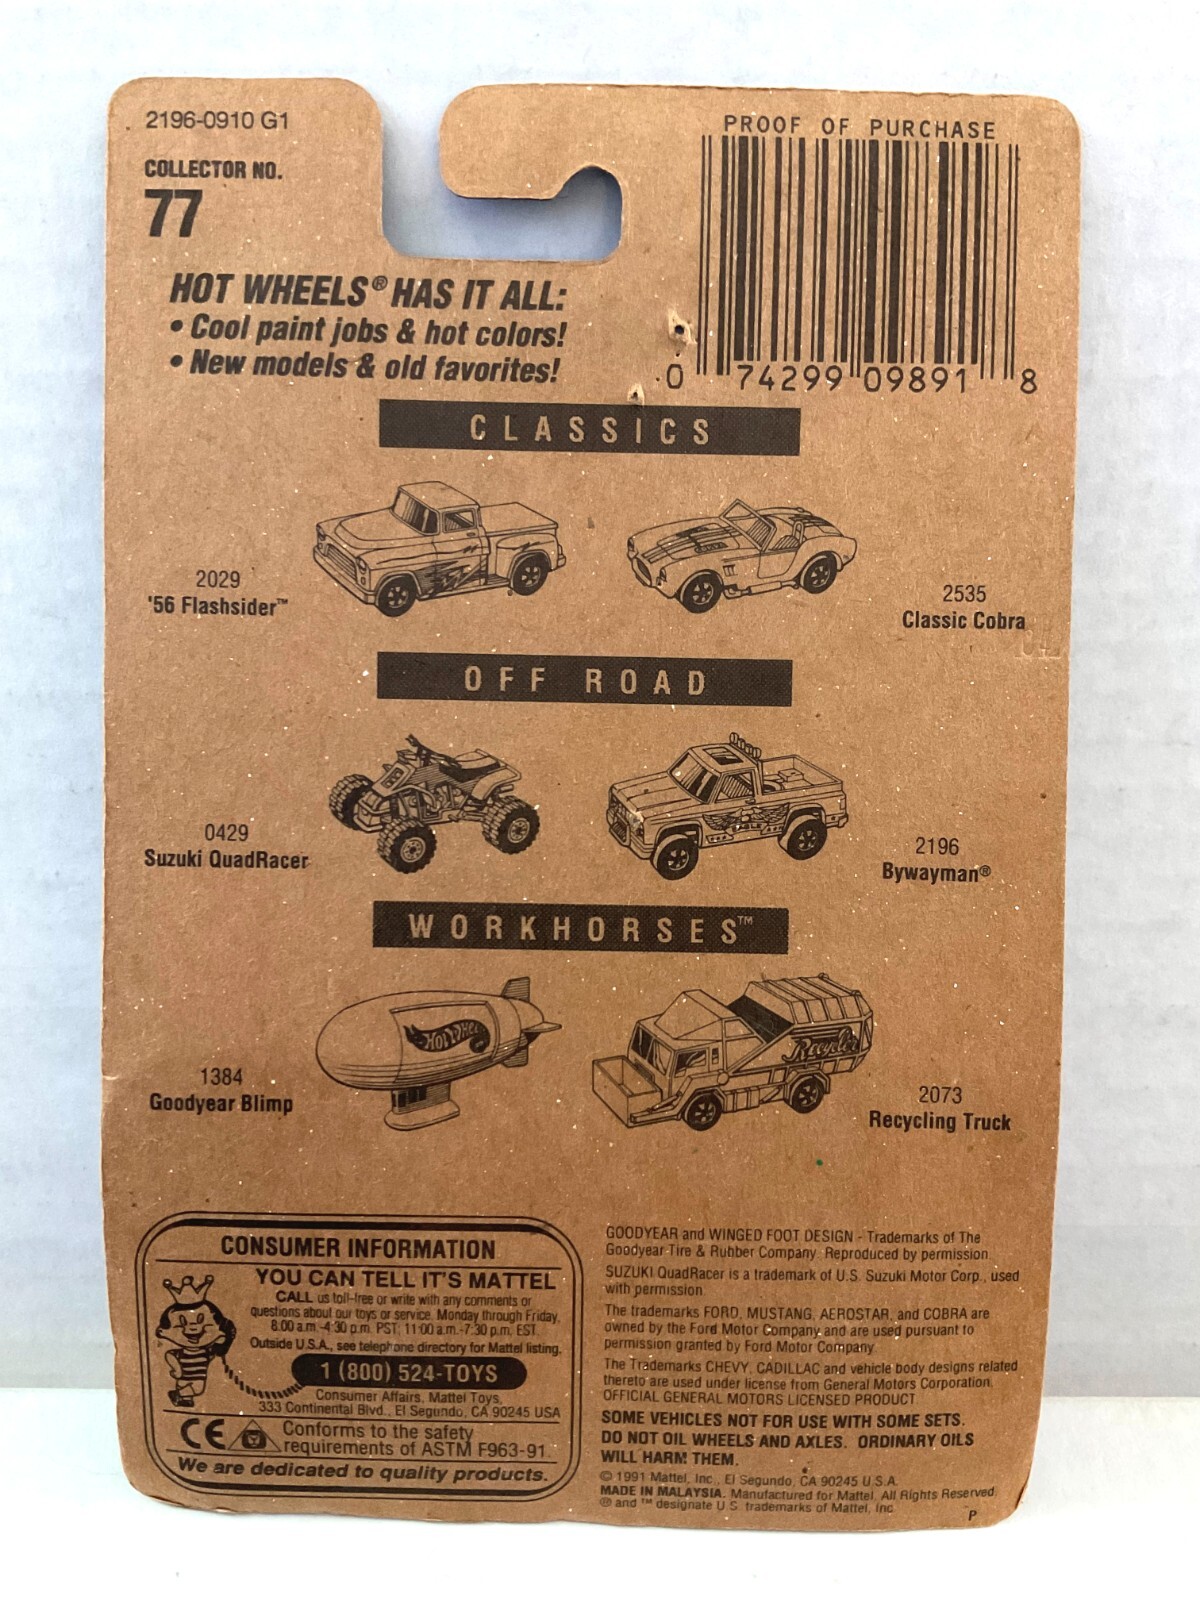 2196-0910 G1
COLLECTOR NO.
77
PROOF OF PURCHASE
0 74299 09891 8
HOT WHEELS® HAS IT ALL:
• Cool paint jobs & hot colors!
• New models & old favorites!
CLASSICS
2029
'56 Flashsider™
2535
Classic Cobra
OFF ROAD
0429
Suzuki QuadRacer
EAGLE
2196
Bywayman®
WORKHORSES™
Hot Wheels
1384
Goodyear Blimp
Recycler
2073
Recycling Truck
CONSUMER INFORMATION
YOU CAN TELL IT'S MATTEL
CALL us toll-free or write with any comments or
questions about our toys or service, Monday through Friday,
8:00 a.m.-4:30 p.m. PST; 11:00 a.m.-7:30 p.m. EST.
Outside U.S.A., see telephone directory for Mattel listing.
1 (800) 524-TOYS
Consumer Affairs, Mattel Toys,
333 Continental Blvd., El Segundo, CA 90245 USA
CE Conforms to the safety
requirements of ASTM F963-91.
We are dedicated to quality products.
GOODYEAR and WINGED FOOT DESIGN - Trademarks of The
Goodyear Tire & Rubber Company. Reproduced by permission.
SUZUKI QuadRacer is a trademark of U.S. Suzuki Motor Corp., used
with permission.
The trademarks FORD, MUSTANG, AEROSTAR, and COBRA are
owned by the Ford Motor Company and are used pursuant to
permission granted by Ford Motor Company.
The Trademarks CHEVY, CADILLAC and vehicle body designs related
thereto are used under license from General Motors Corporation.
OFFICIAL GENERAL MOTORS LICENSED PRODUCT
SOME VEHICLES NOT FOR USE WITH SOME SETS.
DO NOT OIL WHEELS AND AXLES. ORDINARY OILS
WILL HARM THEM.
© 1991 Mattel, Inc., El Segundo, CA 90245 U.S.A.
MADE IN MALAYSIA. Manufactured for Mattel. All Rights Reserved.
® and ™ designate U.S. trademarks of Mattel, Inc.
P